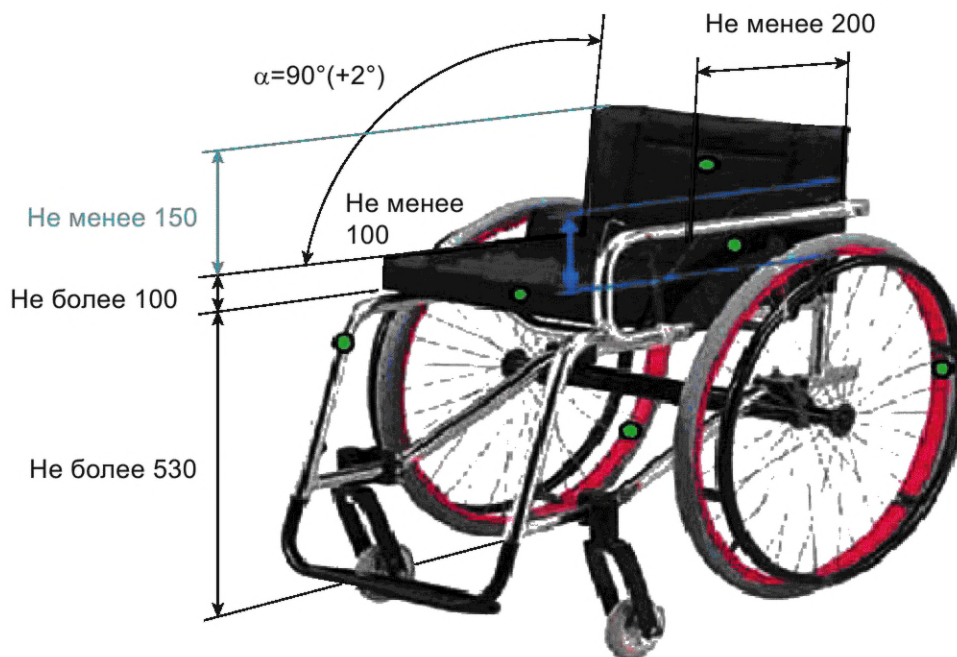 Не менее 200
α=90°(+2°)
Не менее
100
Не менее 150
Не более 100
Не более 530